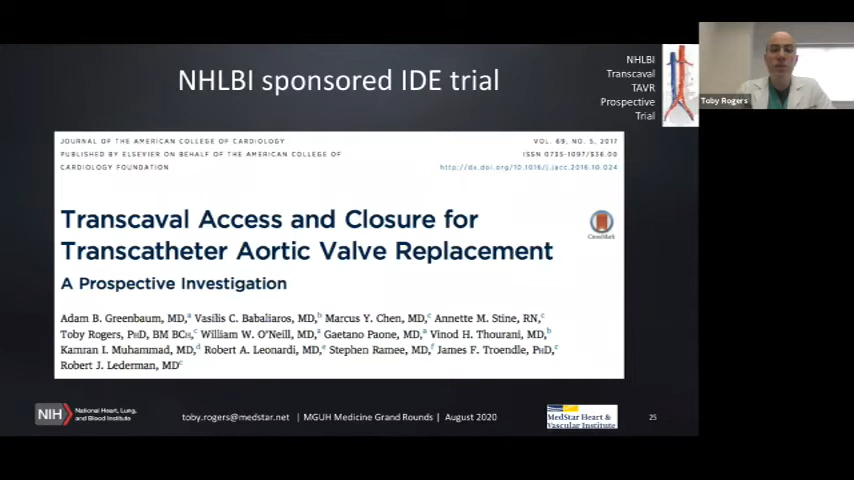 NHLBI sponsored IDE trial
NHLBI
Transcaval
TAVR
Prospective
Trial
Toby Rogers
JOURNAL OF THE AMERICAN COLLEGE OF CARDIOLOGY
VOL. 69, NO. 5, 2017
PUBLISHED BY ELSEVIER ON BEHALF OF THE AMERICAN COLLEGE OF
ISSN 0735-1097/$36.00
CARDIOLOGY FOUNDATION
http://dx.doi.org/10.1016/j.jacc.2016.10.024
Transcaval Access and Closure for
Transcatheter Aortic Valve Replacement
CrossMark
A Prospective Investigation
Adam B. Greenbaum, MD,a Vasilis C. Babaliaros, MD,b Marcus Y. Chen, MD,c Annette M. Stine, RN,c
Toby Rogers, PhD, BM BCh,c William W. O'Neill, MD,a Gaetano Paone, MD,a Vinod H. Thourani, MD,b
Kamran I. Muhammad, MD,d Robert A. Leonardi, MD,e Stephen Ramee, MD,f James F. Troendle, PhD,c
Robert J. Lederman, MDc
NIH
National Heart, Lung,
and Blood Institute
toby.rogers@medstar.net | MGUH Medicine Grand Rounds | August 2020
MedStar Heart &
Vascular Institute
25